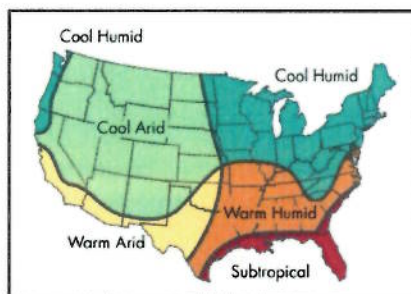 Cool Humid
Cool Humid
Cool Arid
Warm Humid
Warm Arid
Subtropical